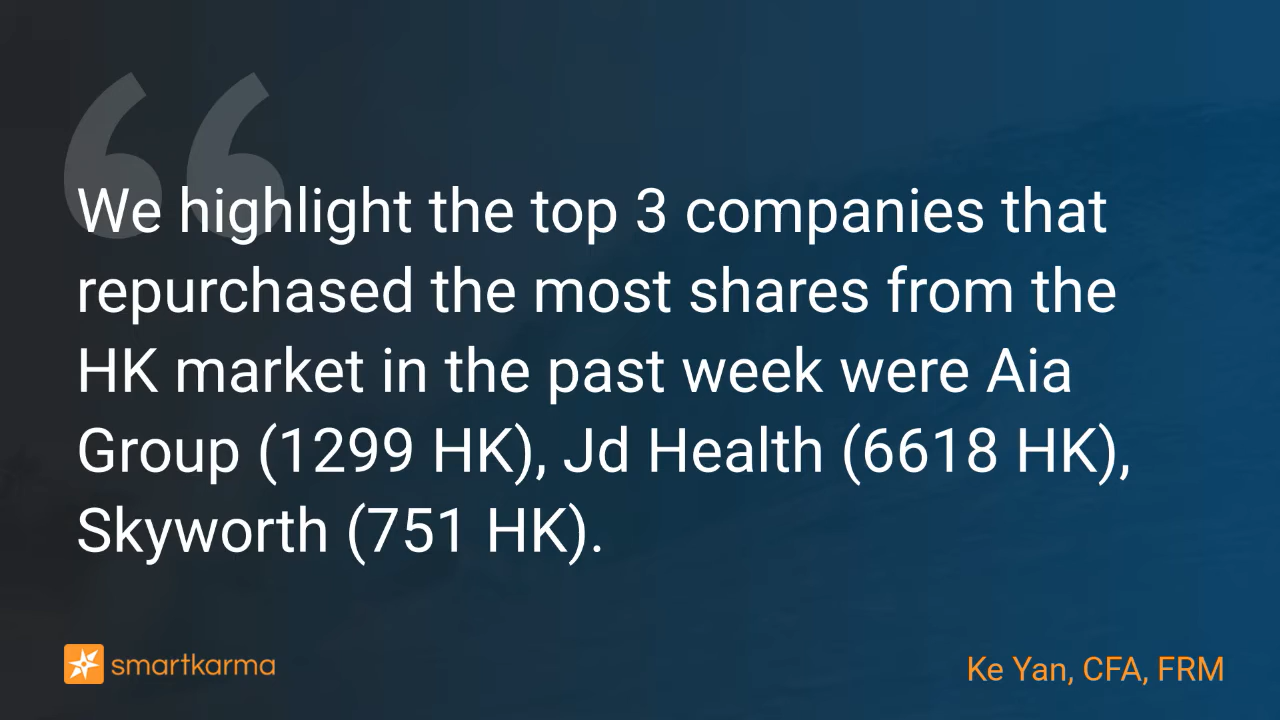 We highlight the top 3 companies that
repurchased the most shares from the
HK market in the past week were Aia
Group (1299 HK), Jd Health (6618 HK),
Skyworth (751 HK).
smartkarma
Ke Yan, CFA, FRM